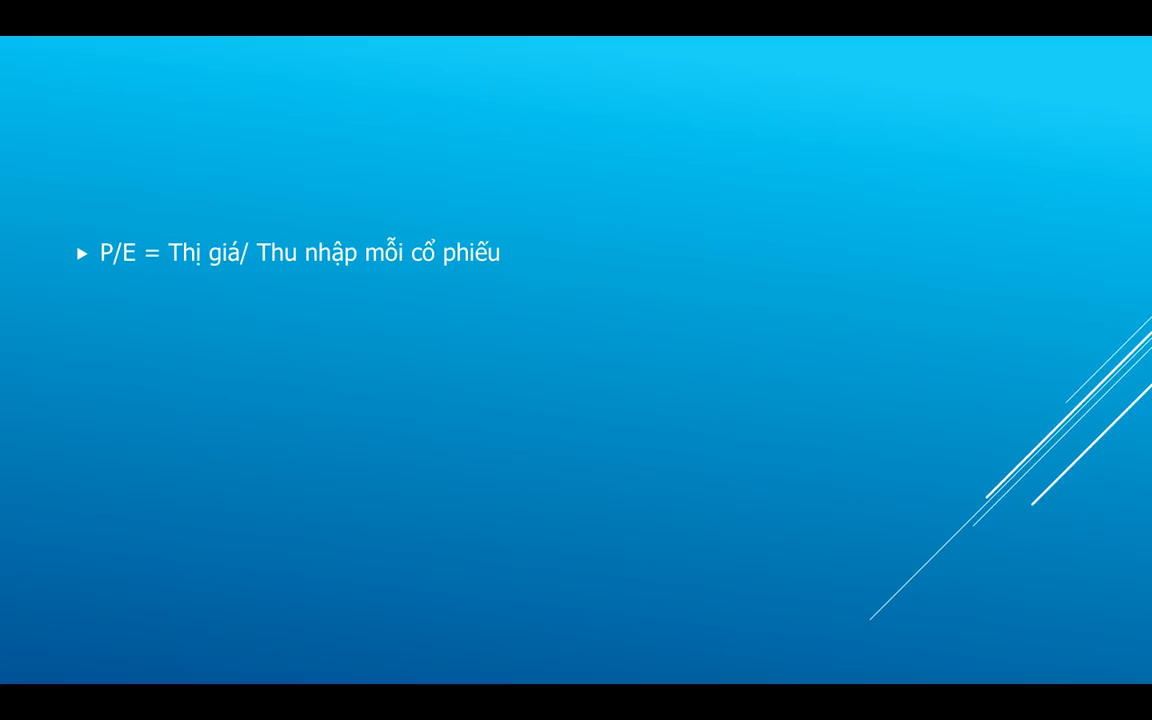 P/E = Thị giá/ Thu nhập mỗi cổ phiếu